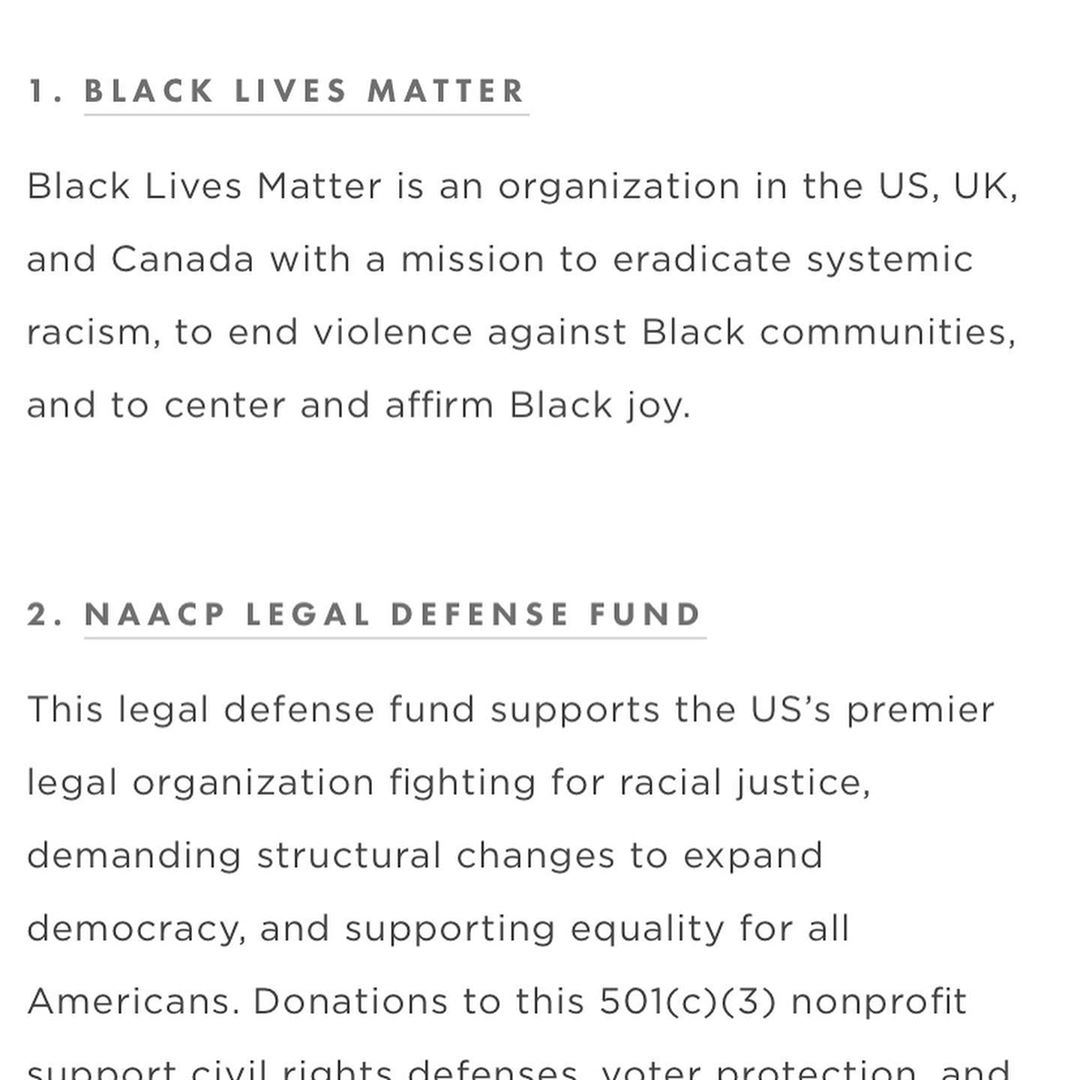 1. BLACK LIVES MATTER
Black Lives Matter is an organization in the US, UK,
and Canada with a mission to eradicate systemic
racism, to end violence against Black communities,
and to center and affirm Black joy.
2. NAACP LEGAL DEFENSE FUND
This legal defense fund supports the US’s premier
legal organization fighting for racial justice,
demanding structural changes to expand
democracy, and supporting equality for all
Americans. Donations to this 501(c)(3) nonprofit
support civil rights defenses, voter protection, and